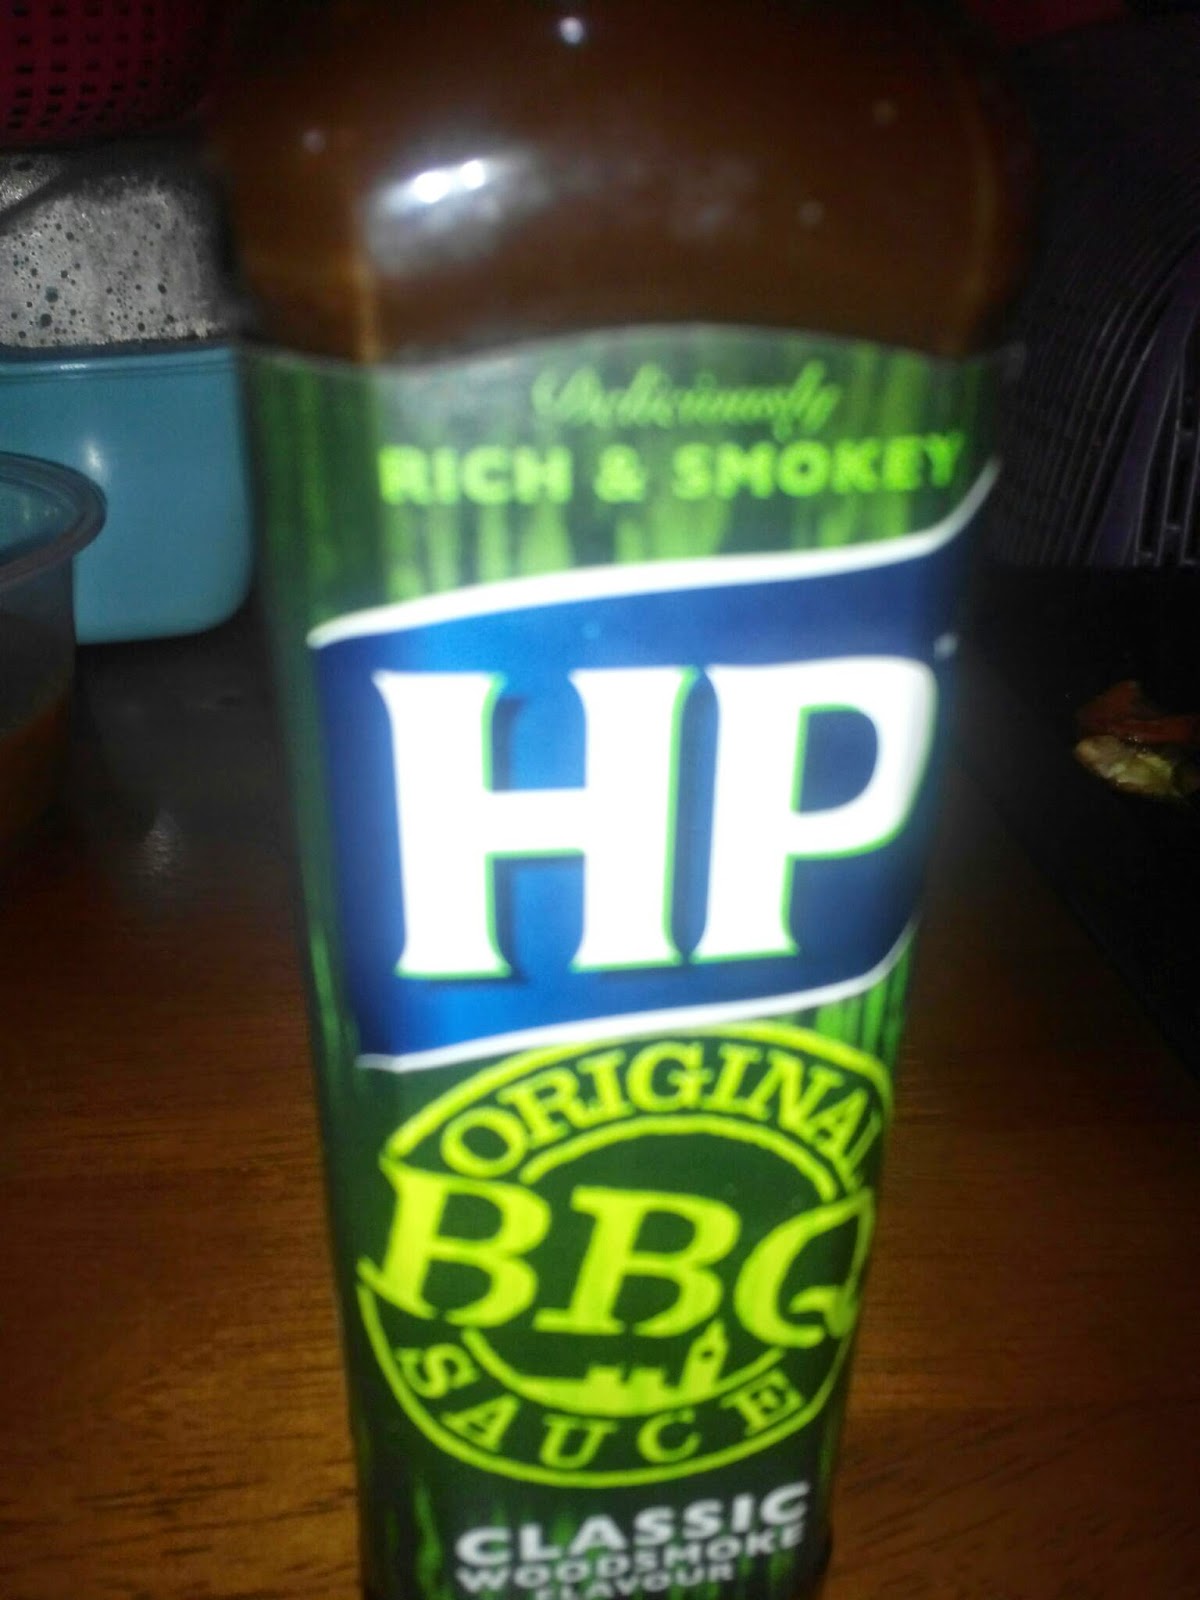 Deliciously
RICH & SMOKEY
HP
ORIGINAL
BBQ
SAUCE
CLASSIC
WOODSMOKE
FLAVOUR